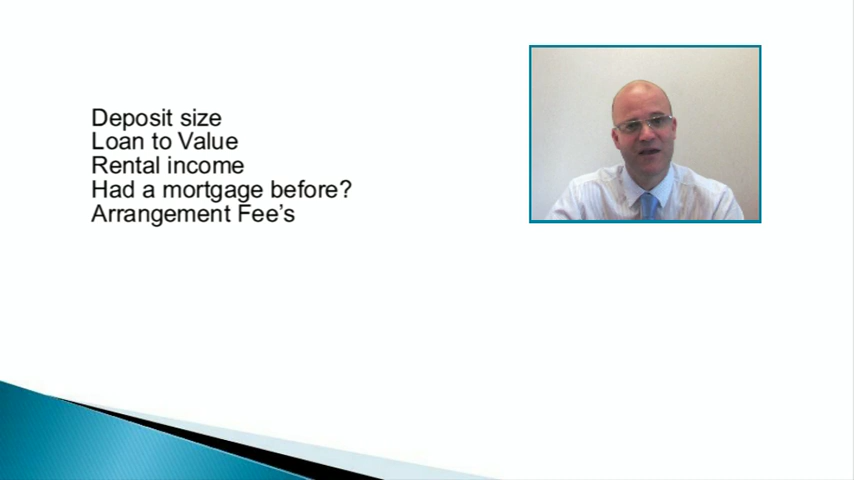 Deposit size
Loan to Value
Rental income
Had a mortgage before?
Arrangement Fee’s